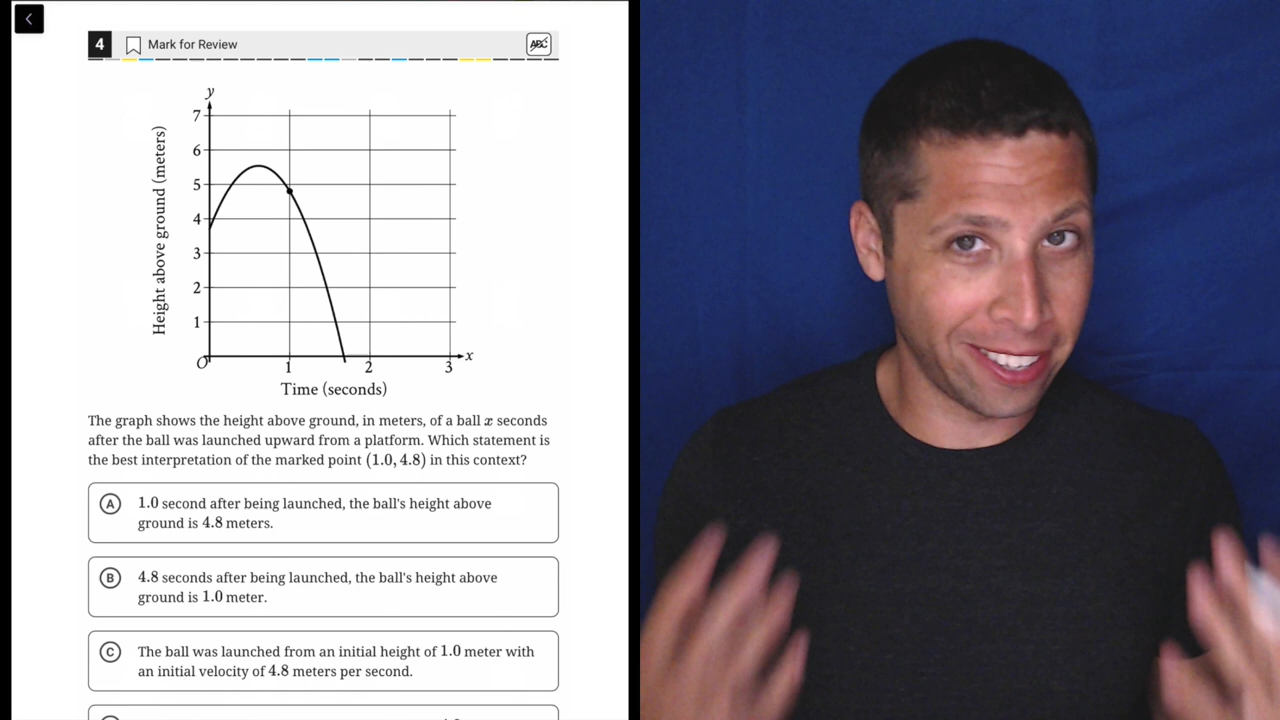 4 Mark for Review ABC
y
7
6
5
4
3
2
1
O 1 2 3 x
Height above ground (meters)
Time (seconds)
The graph shows the height above ground, in meters, of a ball x seconds
after the ball was launched upward from a platform. Which statement is
the best interpretation of the marked point (1.0, 4.8) in this context?
A 1.0 second after being launched, the ball's height above
ground is 4.8 meters.
B 4.8 seconds after being launched, the ball's height above
ground is 1.0 meter.
C The ball was launched from an initial height of 1.0 meter with
an initial velocity of 4.8 meters per second.